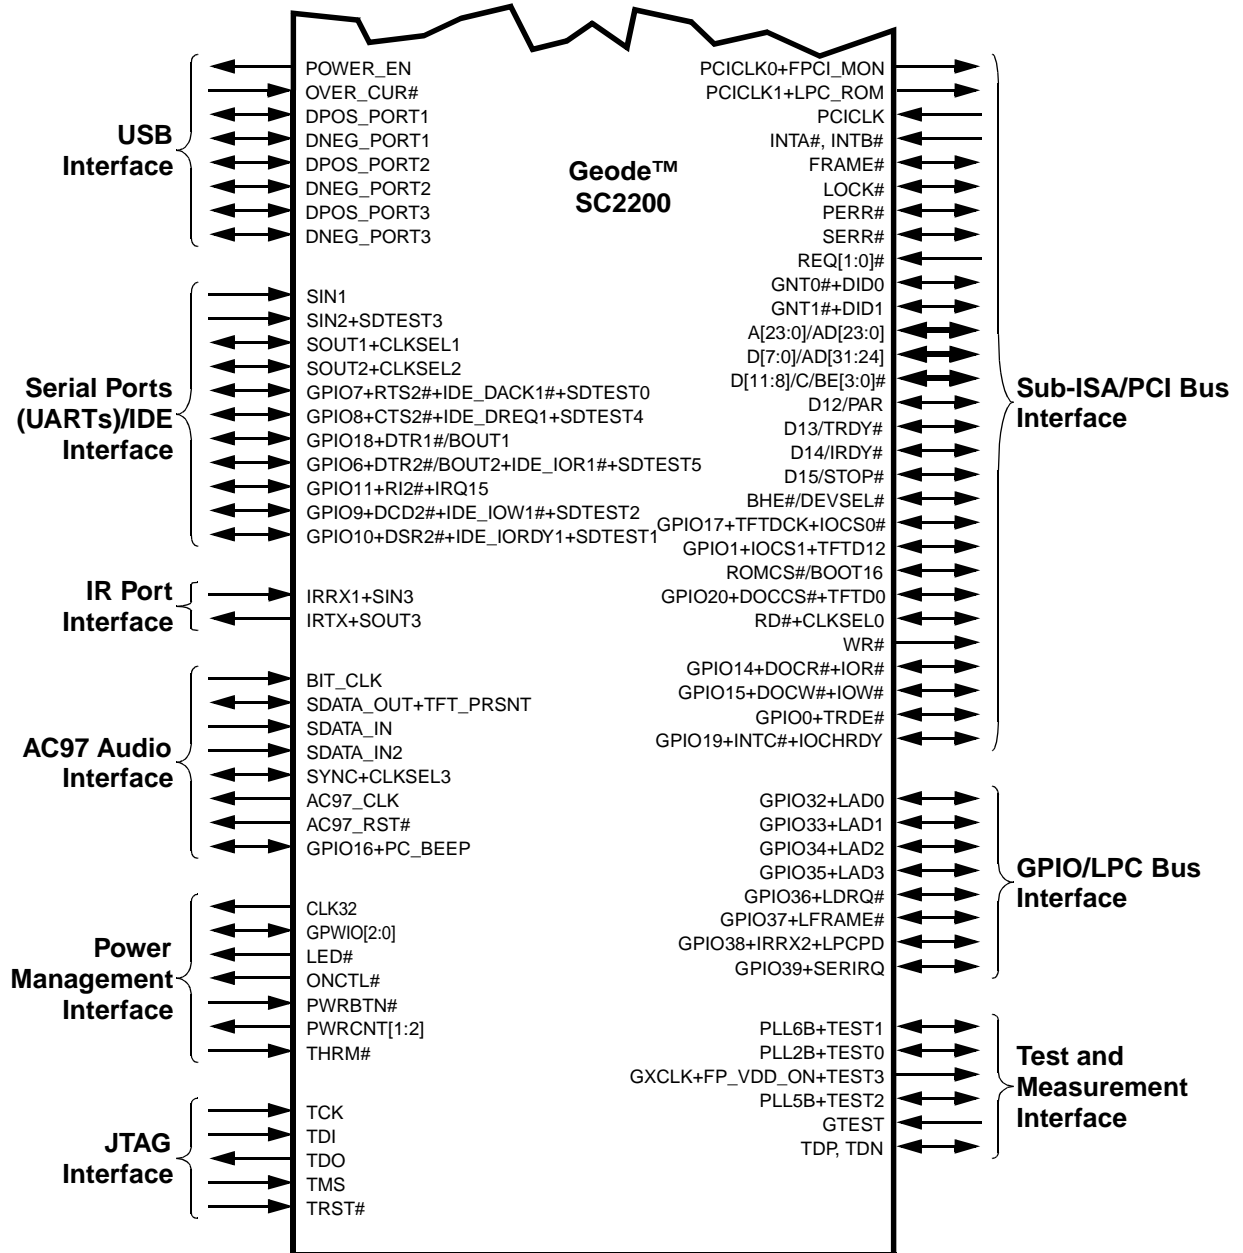 Geode™
SC2200
USB
Interface
POWER_EN
OVER_CUR#
DPOS_PORT1
DNEG_PORT1
DPOS_PORT2
DNEG_PORT2
DPOS_PORT3
DNEG_PORT3
Serial Ports
(UARTs)/IDE
Interface
SIN1
SIN2+SDTEST3
SOUT1+CLKSEL1
SOUT2+CLKSEL2
GPIO7+RTS2#+IDE_DACK1#+SDTEST0
GPIO8+CTS2#+IDE_DREQ1+SDTEST4
GPIO18+DTR1#/BOUT1
GPIO6+DTR2#/BOUT2+IDE_IOR1#+SDTEST5
GPIO11+RI2#+IRQ15
GPIO9+DCD2#+IDE_IOW1#+SDTEST2
GPIO10+DSR2#+IDE_IORDY1+SDTEST1
IR Port
Interface
IRRX1+SIN3
IRTX+SOUT3
AC97 Audio
Interface
BIT_CLK
SDATA_OUT+TFT_PRSNT
SDATA_IN
SDATA_IN2
SYNC+CLKSEL3
AC97_CLK
AC97_RST#
GPIO16+PC_BEEP
Power
Management
Interface
CLK32
GPWIO[2:0]
LED#
ONCTL#
PWRBTN#
PWRCNT[1:2]
THRM#
JTAG
Interface
TCK
TDI
TDO
TMS
TRST#
PCICLK0+FPCI_MON
PCICLK1+LPC_ROM
PCICLK
INTA#, INTB#
FRAME#
LOCK#
PERR#
SERR#
REQ[1:0]#
GNT0#+DID0
GNT1#+DID1
A[23:0]/AD[23:0]
D[7:0]/AD[31:24]
D[11:8]/C/BE[3:0]#
D12/PAR
D13/TRDY#
D14/IRDY#
D15/STOP#
BHE#/DEVSEL#
GPIO17+TFTDCK+IOCS0#
GPIO1+IOCS1+TFTD12
ROMCS#/BOOT16
GPIO20+DOCCS#+TFTD0
RD#+CLKSEL0
WR#
GPIO14+DOCR#+IOR#
GPIO15+DOCW#+IOW#
GPIO0+TRDE#
GPIO19+INTC#+IOCHRDY
Sub-ISA/PCI Bus
Interface
GPIO32+LAD0
GPIO33+LAD1
GPIO34+LAD2
GPIO35+LAD3
GPIO36+LDRQ#
GPIO37+LFRAME#
GPIO38+IRRX2+LPCPD
GPIO39+SERIRQ
GPIO/LPC Bus
Interface
PLL6B+TEST1
PLL2B+TEST0
GXCLK+FP_VDD_ON+TEST3
PLL5B+TEST2
GTEST
TDP, TDN
Test and
Measurement
Interface